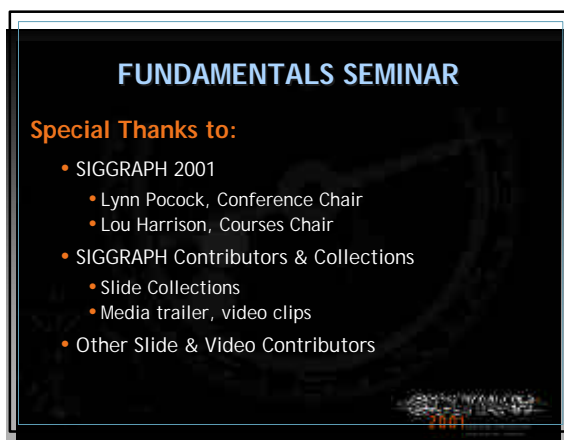 FUNDAMENTALS SEMINAR
Special Thanks to:
• SIGGRAPH 2001
• Lynn Pocock, Conference Chair
• Lou Harrison, Courses Chair
• SIGGRAPH Contributors & Collections
• Slide Collections
• Media trailer, video clips
• Other Slide & Video Contributors
2001